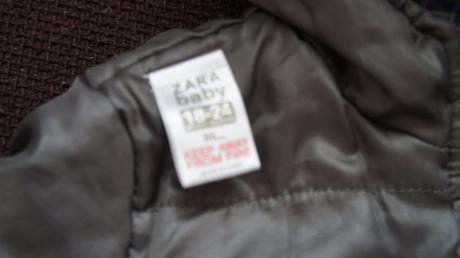 ZARA
baby
18-24
KEEP AWAY
FROM FIRE